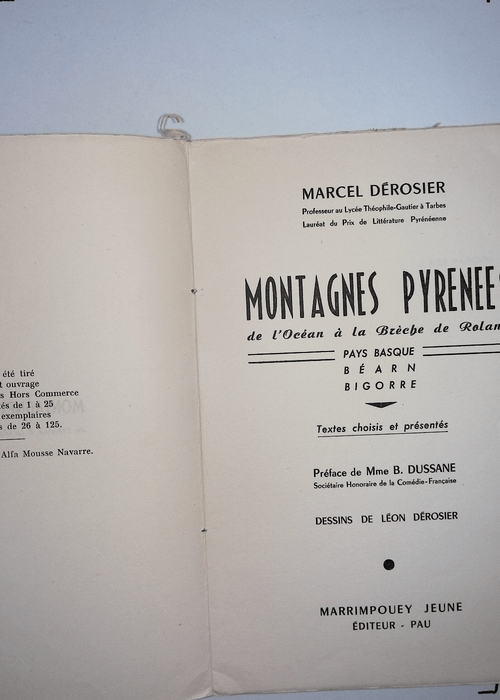 été tiré
ouvrage
Hors Commerce
de 1 à 25
exemplaires
de 26 à 125.
Alfa Mousse Navarre.
MARCEL DÉROSIER
Professeur au Lycée Théophile-Gautier à Tarbes
Lauréat du Prix de Littérature Pyrénéenne
MONTAGNES PYRENEES
de l'Océan à la Brèche de Rolan
PAYS BASQUE
BÉARN
BIGORRE
Textes choisis et présentés
Préface de Mme B. DUSSANE
Sociétaire Honoraire de la Comédie-Française
DESSINS DE LÉON DÉROSIER
MARRIMPOUEY JEUNE
ÉDITEUR - PAU